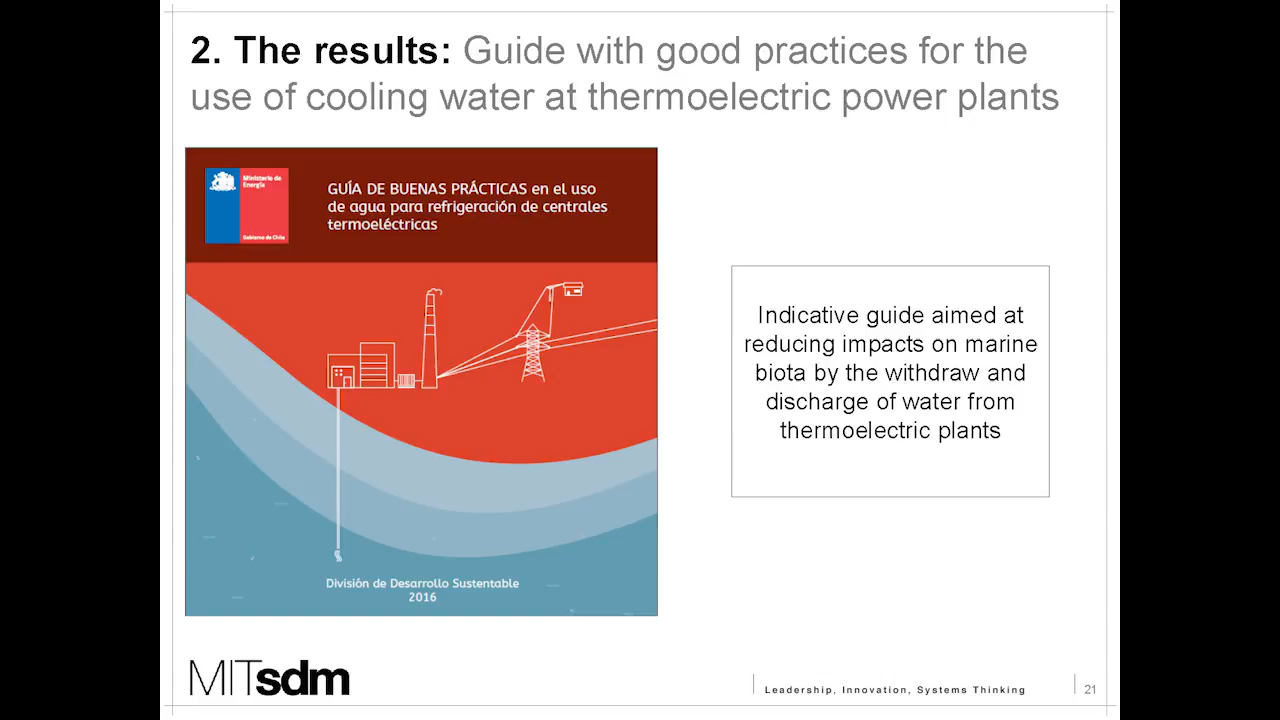 2. The results: Guide with good practices for the
use of cooling water at thermoelectric power plants
Ministerio de
Energía
Gobierno de Chile
GUÍA DE BUENAS PRÁCTICAS en el uso
de agua para refrigeración de centrales
termoeléctricas
Indicative guide aimed at
reducing impacts on marine
biota by the withdraw and
discharge of water from
thermoelectric plants
División de Desarrollo Sustentable
2016
MITsdm
Leadership, Innovation, Systems Thinking
21